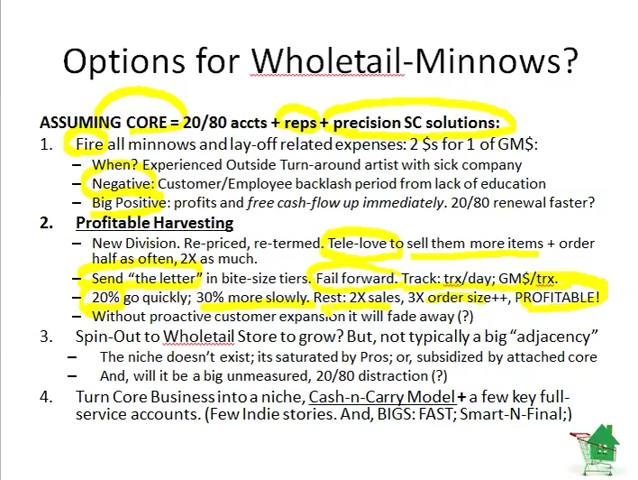 Options for Wholetail-Minnows?
ASSUMING CORE = 20/80 accts + reps + precision SC solutions:
1. Fire all minnows and lay-off related expenses: 2 $s for 1 of GM$:
– When? Experienced Outside Turn-around artist with sick company
– Negative: Customer/Employee backlash period from lack of education
– Big Positive: profits and free cash-flow up immediately. 20/80 renewal faster?
2. Profitable Harvesting
– New Division. Re-priced, re-termed. Tele-love to sell them more items + order
half as often, 2X as much.
– Send “the letter” in bite-size tiers. Fail forward. Track: trx/day; GM$/trx.
– 20% go quickly; 30% more slowly. Rest: 2X sales, 3X order size++, PROFITABLE!
– Without proactive customer expansion it will fade away (?)
3. Spin-Out to Wholetail Store to grow? But, not typically a big “adjacency”
– The niche doesn’t exist; its saturated by Pros; or, subsidized by attached core
– And, will it be a big unmeasured, 20/80 distraction (?)
4. Turn Core Business into a niche, Cash-n-Carry Model + a few key full-
service accounts. (Few Indie stories. And, BIGS: FAST; Smart-N-Final;)